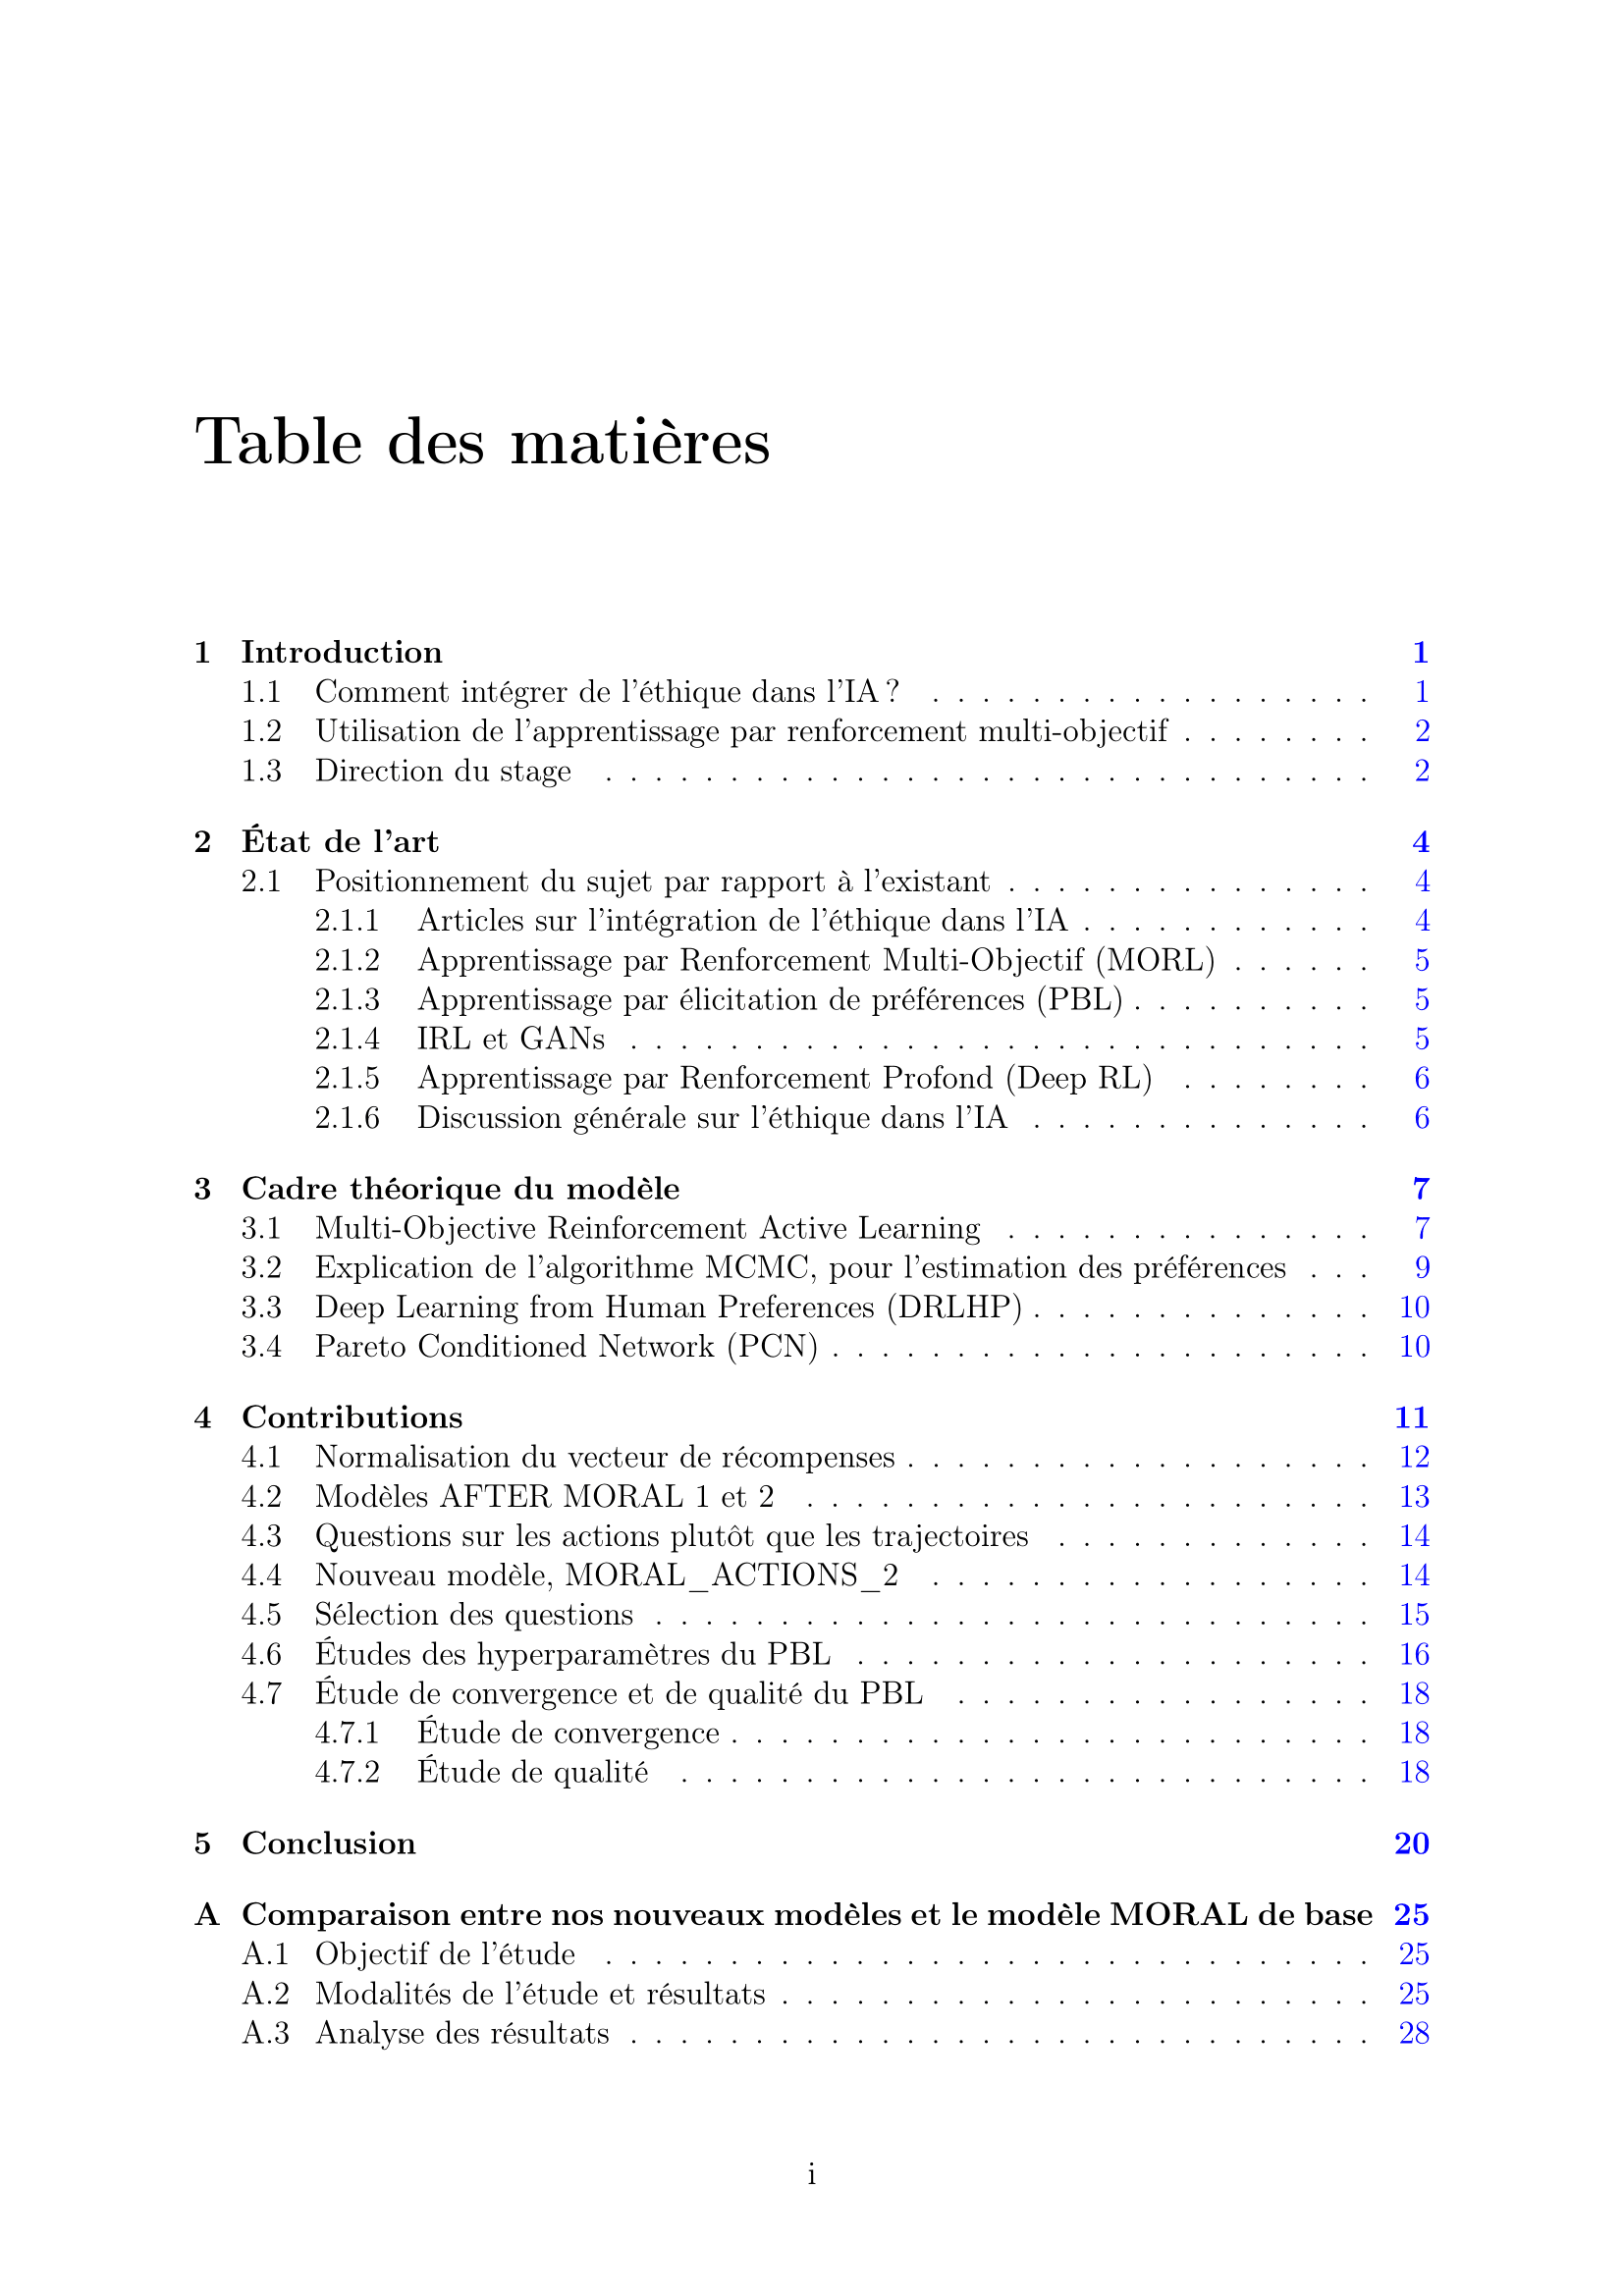 Table des matières
1 Introduction 1
1.1 Comment intégrer de l'éthique dans l'IA ? . . . . . . . . . . . . . . . . . . 1
1.2 Utilisation de l'apprentissage par renforcement multi-objectif . . . . . . . . 2
1.3 Direction du stage . . . . . . . . . . . . . . . . . . . . . . . . . . . . . . . 2
2 État de l'art 4
2.1 Positionnement du sujet par rapport à l'existant . . . . . . . . . . . . . . . 4
2.1.1 Articles sur l'intégration de l'éthique dans l'IA . . . . . . . . . . . . 4
2.1.2 Apprentissage par Renforcement Multi-Objectif (MORL) . . . . . . 5
2.1.3 Apprentissage par élicitation de préférences (PBL) . . . . . . . . . . 5
2.1.4 IRL et GANs . . . . . . . . . . . . . . . . . . . . . . . . . . . . . . 5
2.1.5 Apprentissage par Renforcement Profond (Deep RL) . . . . . . . . 6
2.1.6 Discussion générale sur l'éthique dans l'IA . . . . . . . . . . . . . . 6
3 Cadre théorique du modèle 7
3.1 Multi-Objective Reinforcement Active Learning . . . . . . . . . . . . . . . 7
3.2 Explication de l'algorithme MCMC, pour l'estimation des préférences . . . 9
3.3 Deep Learning from Human Preferences (DRLHP) . . . . . . . . . . . . . . 10
3.4 Pareto Conditioned Network (PCN) . . . . . . . . . . . . . . . . . . . . . . 10
4 Contributions 11
4.1 Normalisation du vecteur de récompenses . . . . . . . . . . . . . . . . . . . 12
4.2 Modèles AFTER MORAL 1 et 2 . . . . . . . . . . . . . . . . . . . . . . . 13
4.3 Questions sur les actions plutôt que les trajectoires . . . . . . . . . . . . . 14
4.4 Nouveau modèle, MORAL_ACTIONS_2 . . . . . . . . . . . . . . . . . . 14
4.5 Sélection des questions . . . . . . . . . . . . . . . . . . . . . . . . . . . . . 15
4.6 Études des hyperparamètres du PBL . . . . . . . . . . . . . . . . . . . . . 16
4.7 Étude de convergence et de qualité du PBL . . . . . . . . . . . . . . . . . 18
4.7.1 Étude de convergence . . . . . . . . . . . . . . . . . . . . . . . . . . 18
4.7.2 Étude de qualité . . . . . . . . . . . . . . . . . . . . . . . . . . . . 18
5 Conclusion 20
A Comparaison entre nos nouveaux modèles et le modèle MORAL de base 25
A.1 Objectif de l'étude . . . . . . . . . . . . . . . . . . . . . . . . . . . . . . . 25
A.2 Modalités de l'étude et résultats . . . . . . . . . . . . . . . . . . . . . . . . 25
A.3 Analyse des résultats . . . . . . . . . . . . . . . . . . . . . . . . . . . . . . 28
i